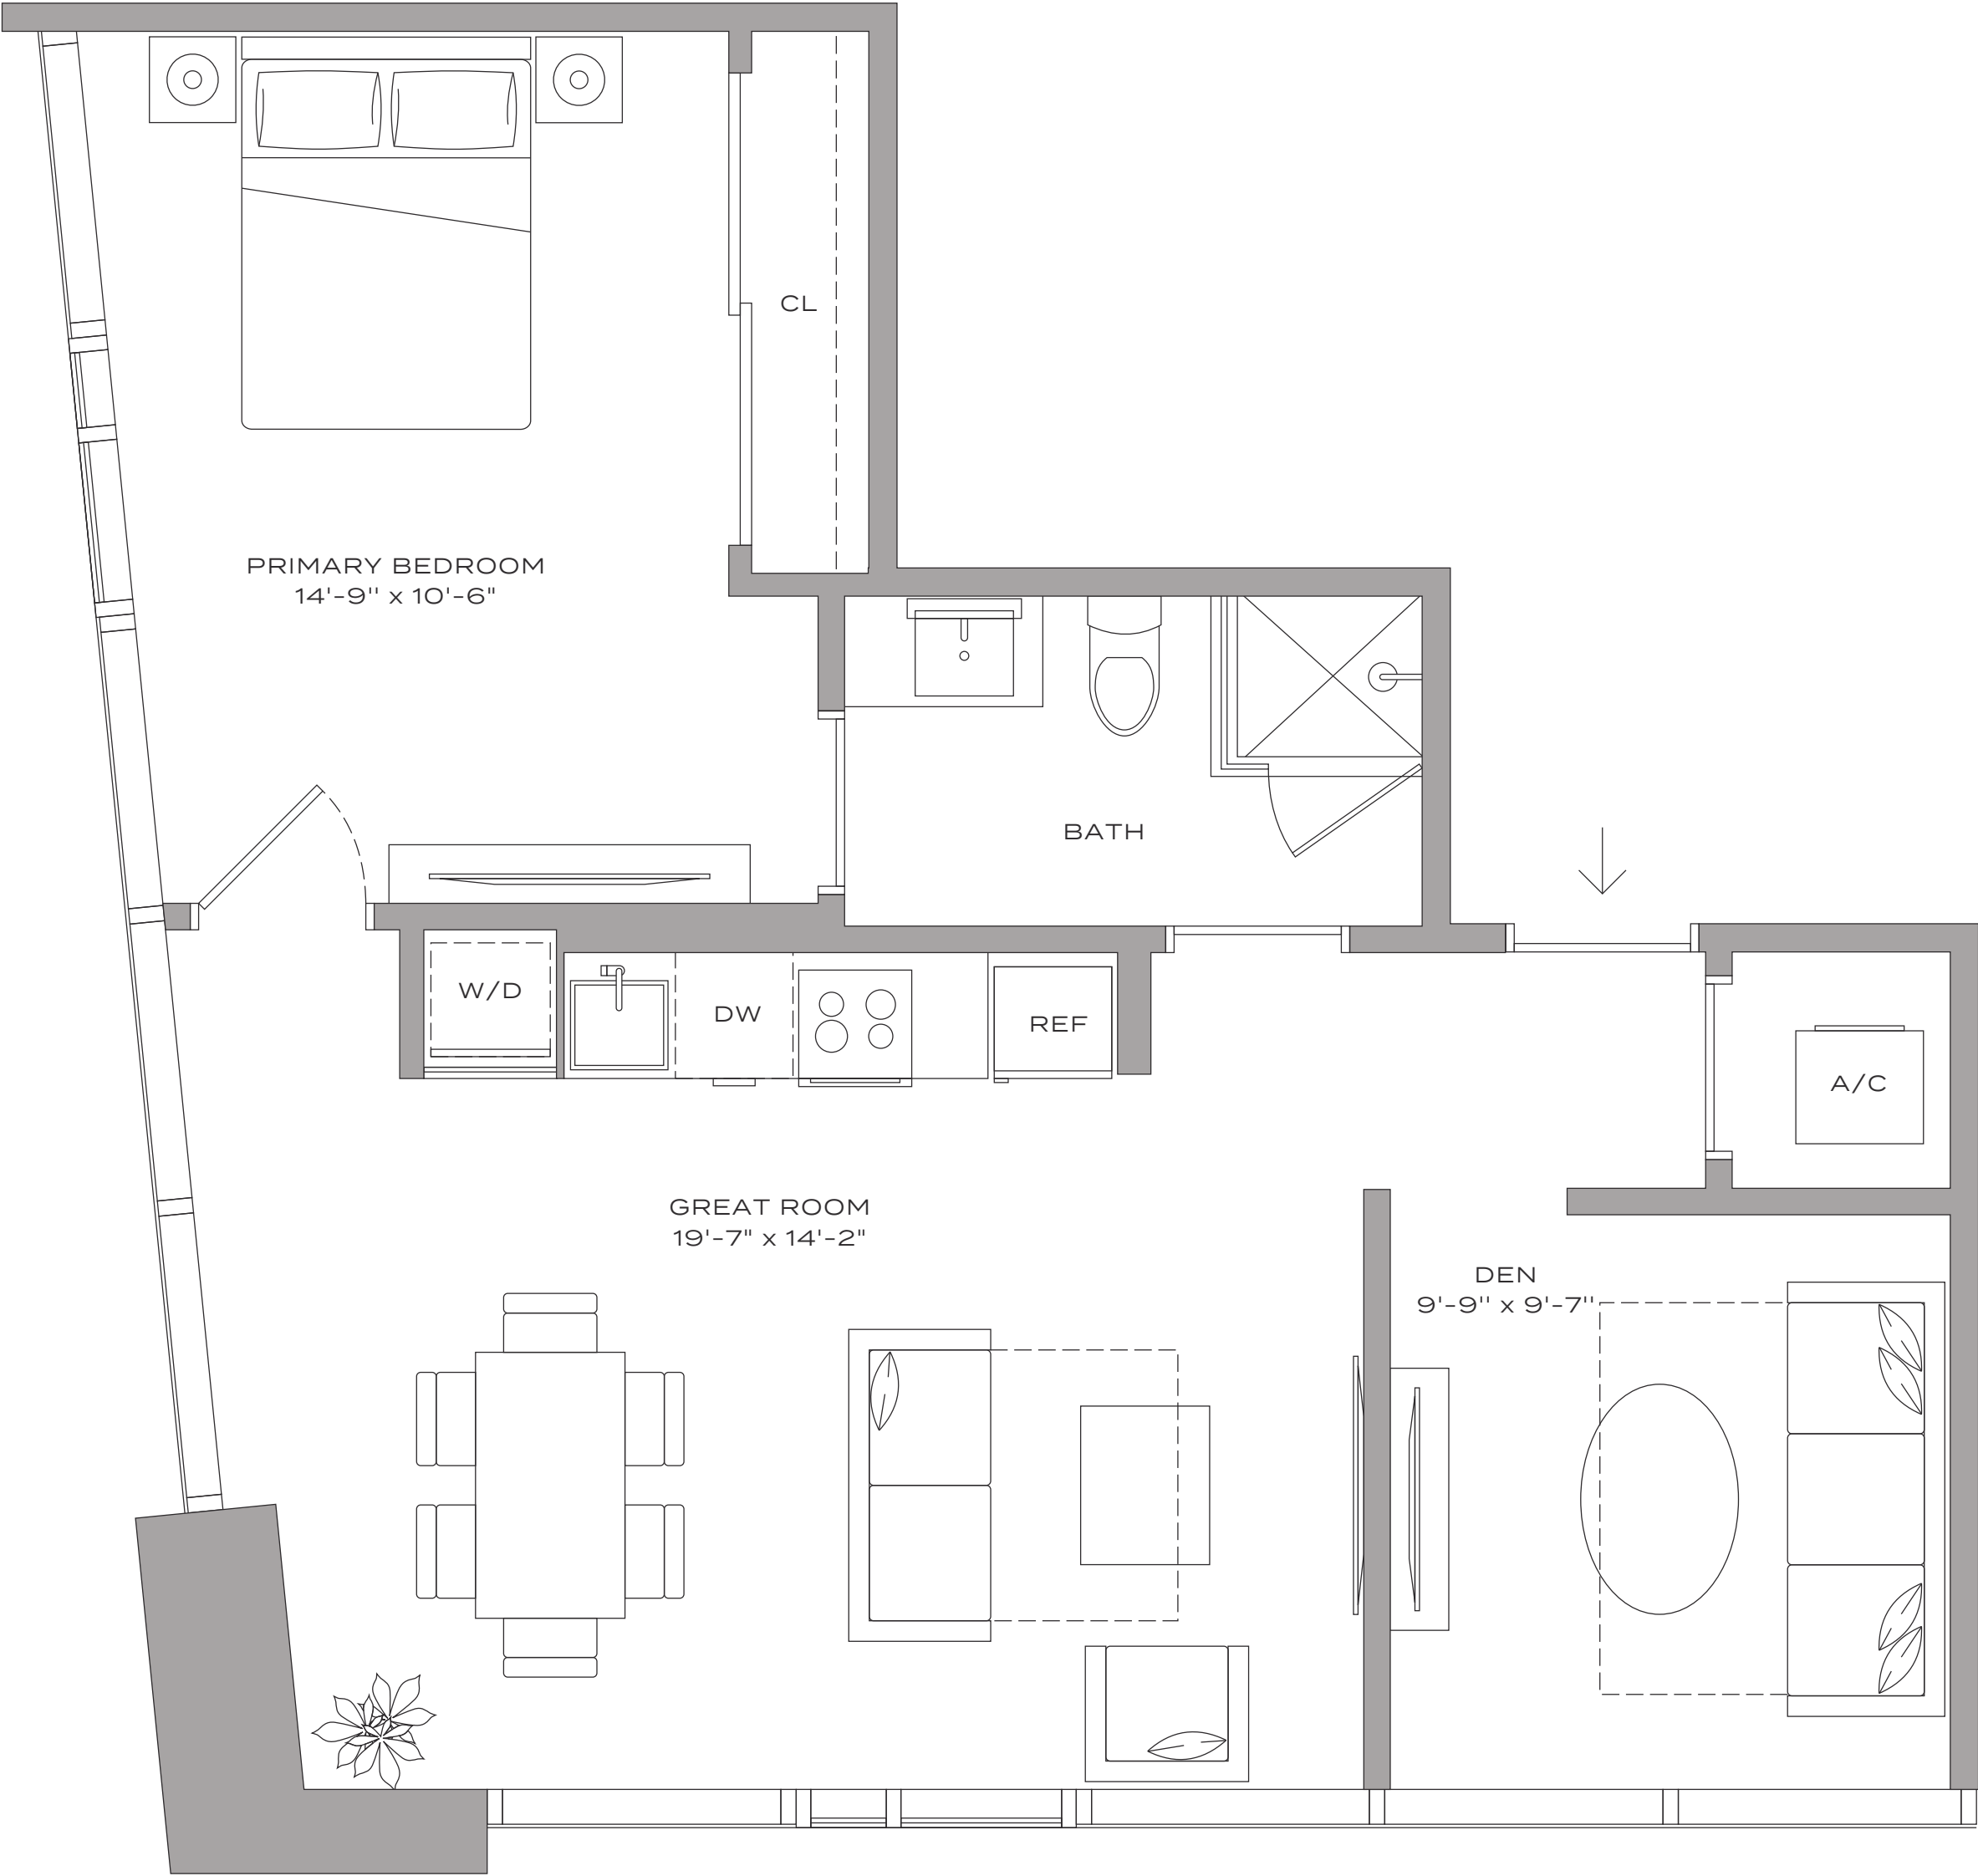 CL
PRIMARY BEDROOM
14'-9" x 10'-6"
BATH
W/D
DW
REF
A/C
GREAT ROOM
19'-7" x 14'-2"
DEN
9'-9" x 9'-7"